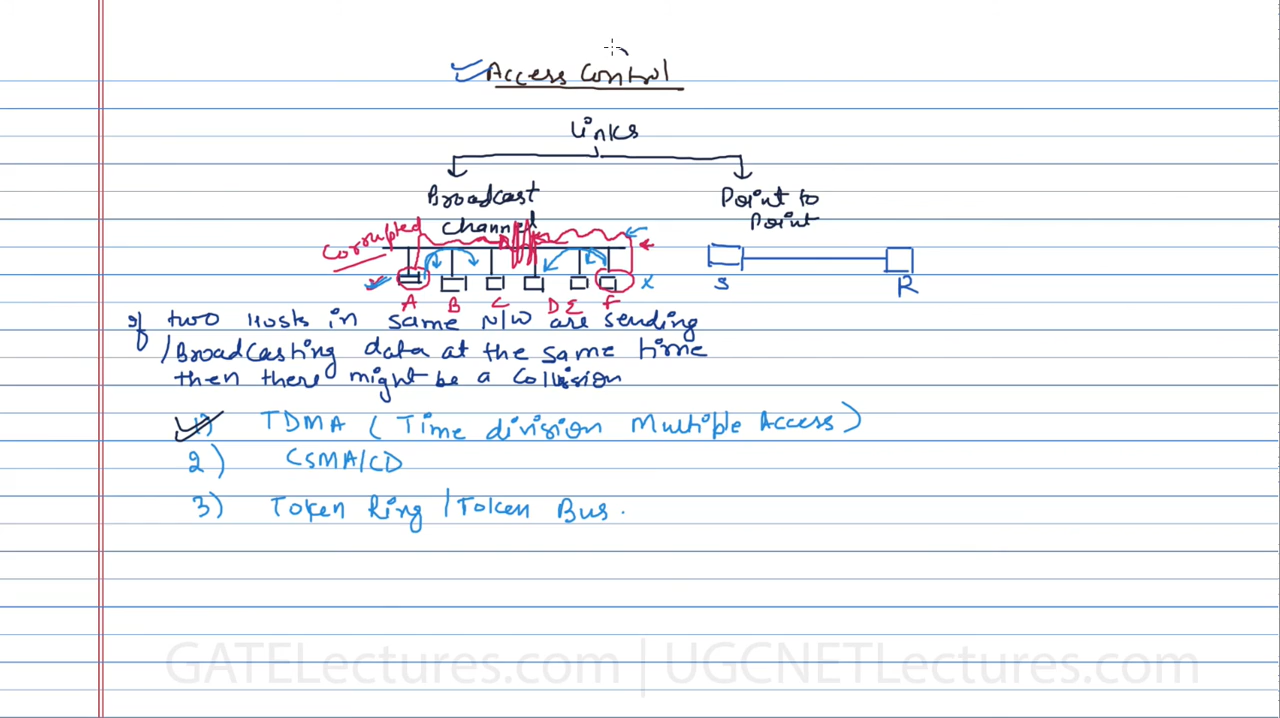 Access Control
Links
Broadcast channel
Point to Point
Corrupted
A B C D E F X
S R
If two Hosts in same N/W are sending
/Broadcasting data at the same time
then there might be a Collision
1) TDMA ( Time division Multiple Access )
2) CSMA/CD
3) Token Ring / Token Bus.
GATELectures.com | UGCNETLectures.com